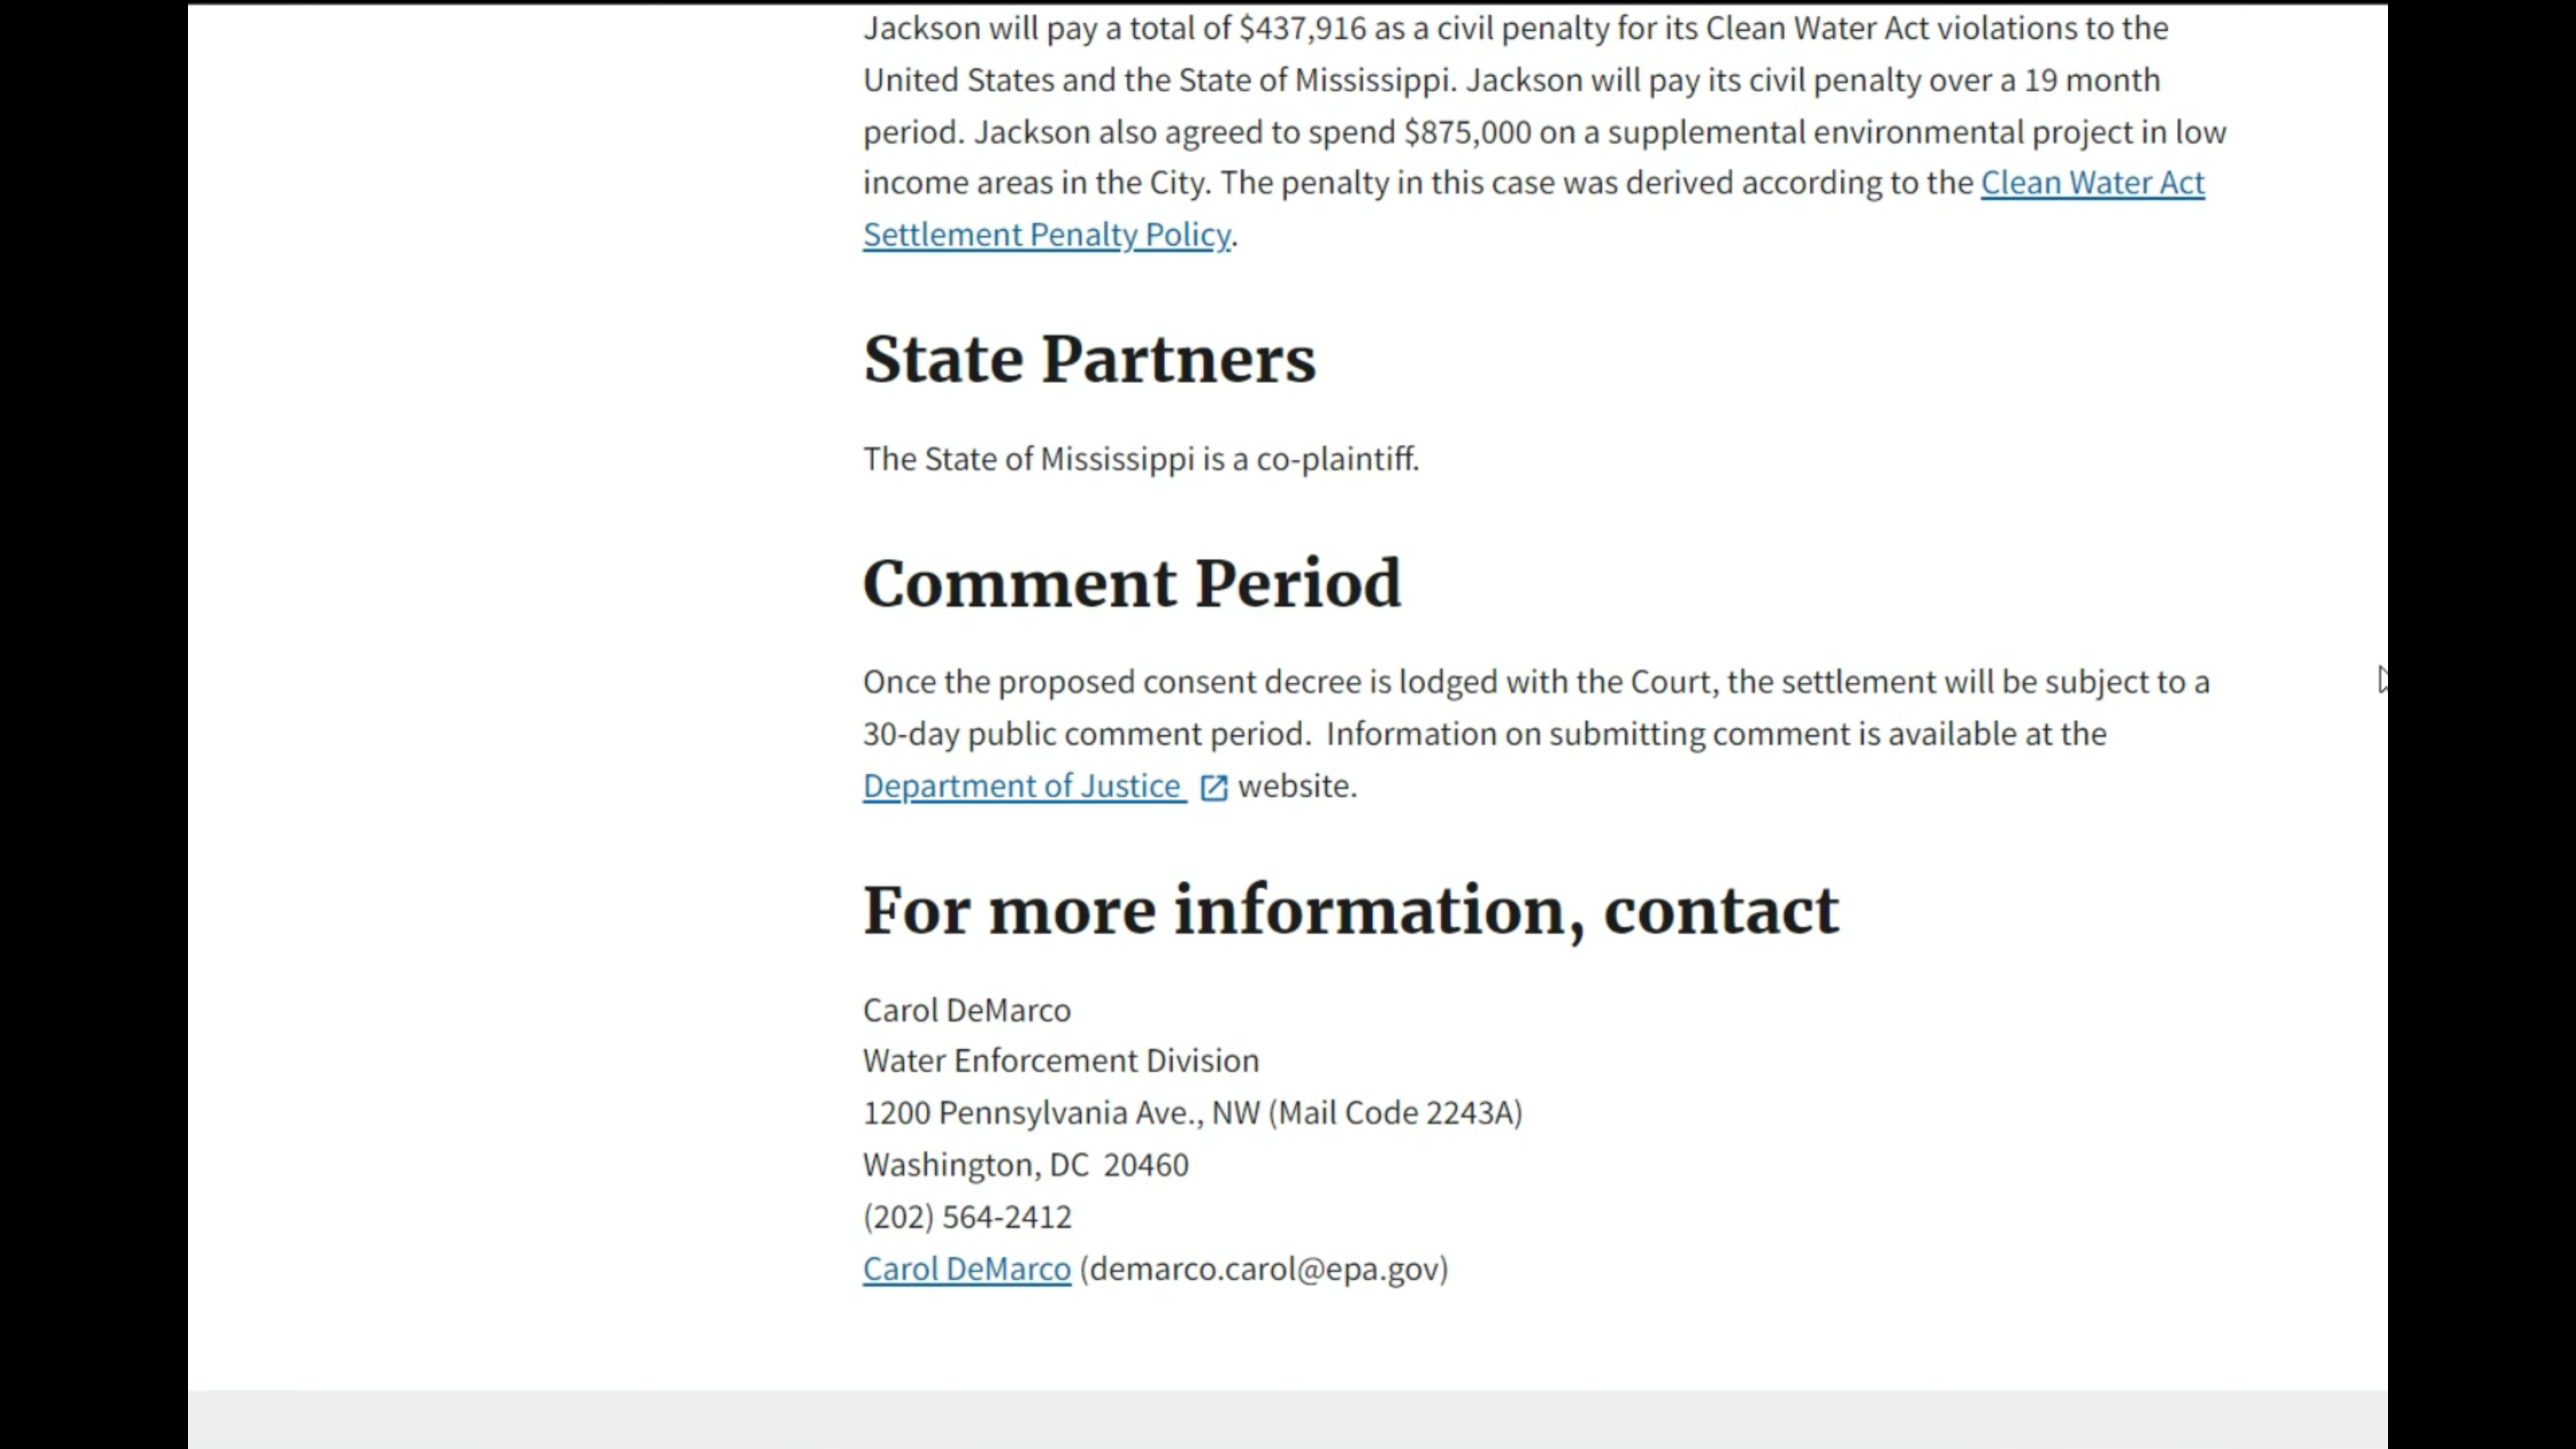 Jackson will pay a total of $437,916 as a civil penalty for its Clean Water Act violations to the
United States and the State of Mississippi. Jackson will pay its civil penalty over a 19 month
period. Jackson also agreed to spend $875,000 on a supplemental environmental project in low
income areas in the City. The penalty in this case was derived according to the Clean Water Act
Settlement Penalty Policy.
State Partners
The State of Mississippi is a co-plaintiff.
Comment Period
Once the proposed consent decree is lodged with the Court, the settlement will be subject to a
30-day public comment period.  Information on submitting comment is available at the
Department of Justice website.
For more information, contact
Carol DeMarco
Water Enforcement Division
1200 Pennsylvania Ave., NW (Mail Code 2243A)
Washington, DC  20460
(202) 564-2412
Carol DeMarco (demarco.carol@epa.gov)